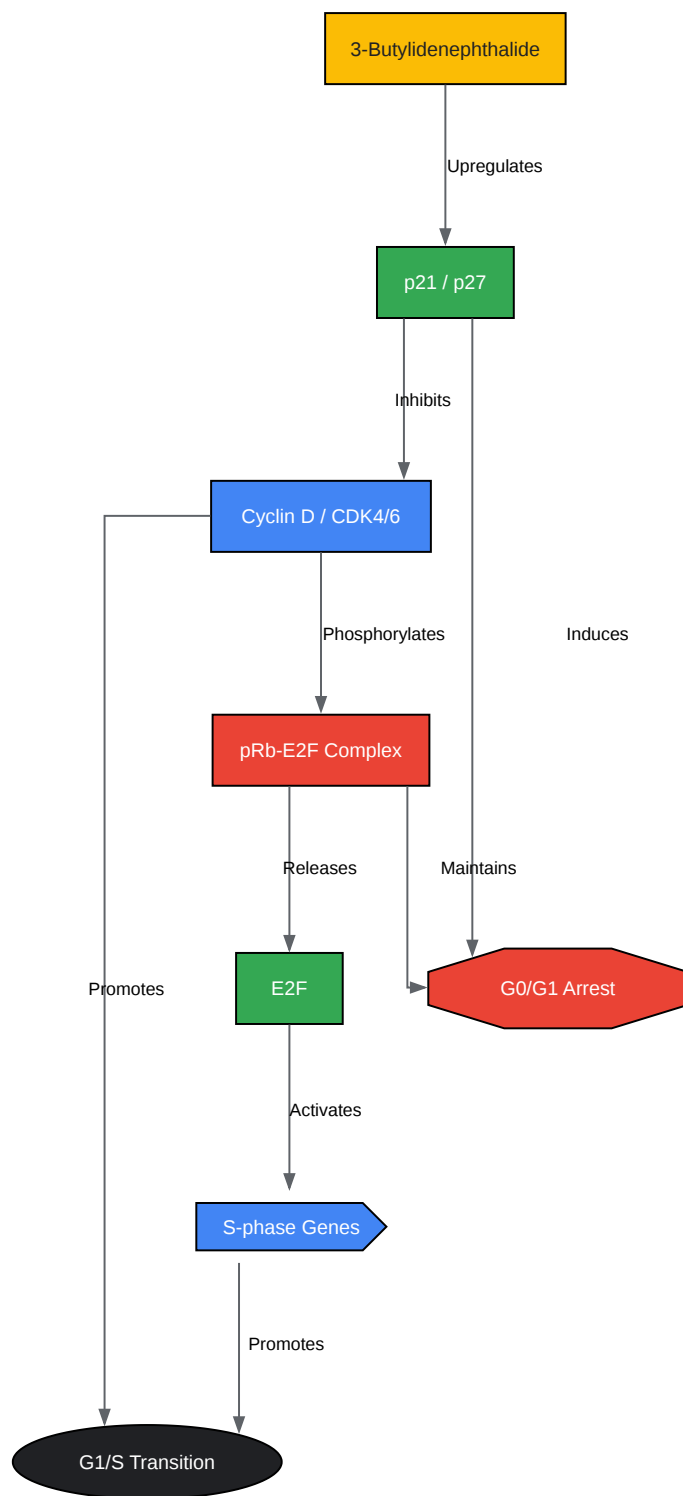 3-Butylidenephthalide
Upregulates
p21 / p27
Inhibits
Cyclin D / CDK4/6
Phosphorylates
Induces
pRb-E2F Complex
Releases
Maintains
Promotes
E2F
G0/G1 Arrest
Activates
S-phase Genes
Promotes
G1/S Transition